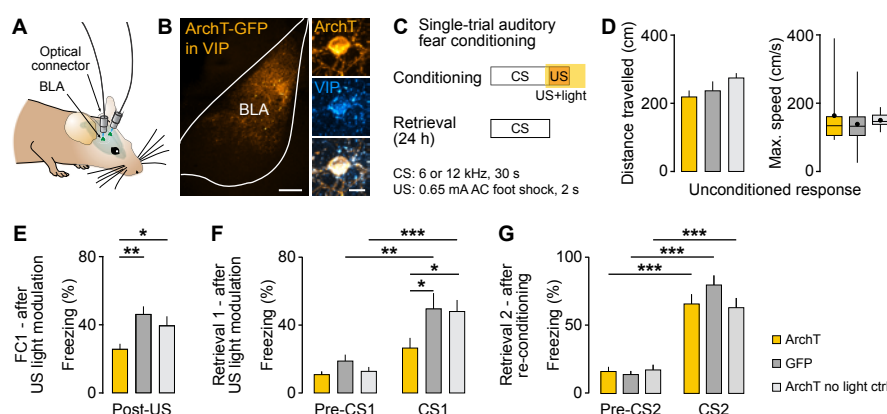 A
Optical
connector
BLA
B
ArchT-GFP
in VIP
BLA
ArchT
VIP
C
Single-trial auditory
fear conditioning
Conditioning
CS
US
US+light
Retrieval
(24 h)
CS
CS: 6 or 12 kHz, 30 s
US: 0.65 mA AC foot shock, 2 s
D
Distance travelled (cm)
400
200
0
Max. speed (cm/s)
400
200
0
Unconditioned response
E
FC1 - after
US light modulation
Freezing (%)
80
40
0
*
**
Post-US
F
Retrieval 1 - after
US light modulation
Freezing (%)
80
40
0
***
**
*
*
Pre-CS1
CS1
G
Retrieval 2 - after
re-conditioning
Freezing (%)
100
50
0
***
***
***
Pre-CS2
CS2
ArchT
GFP
ArchT no light ctrl